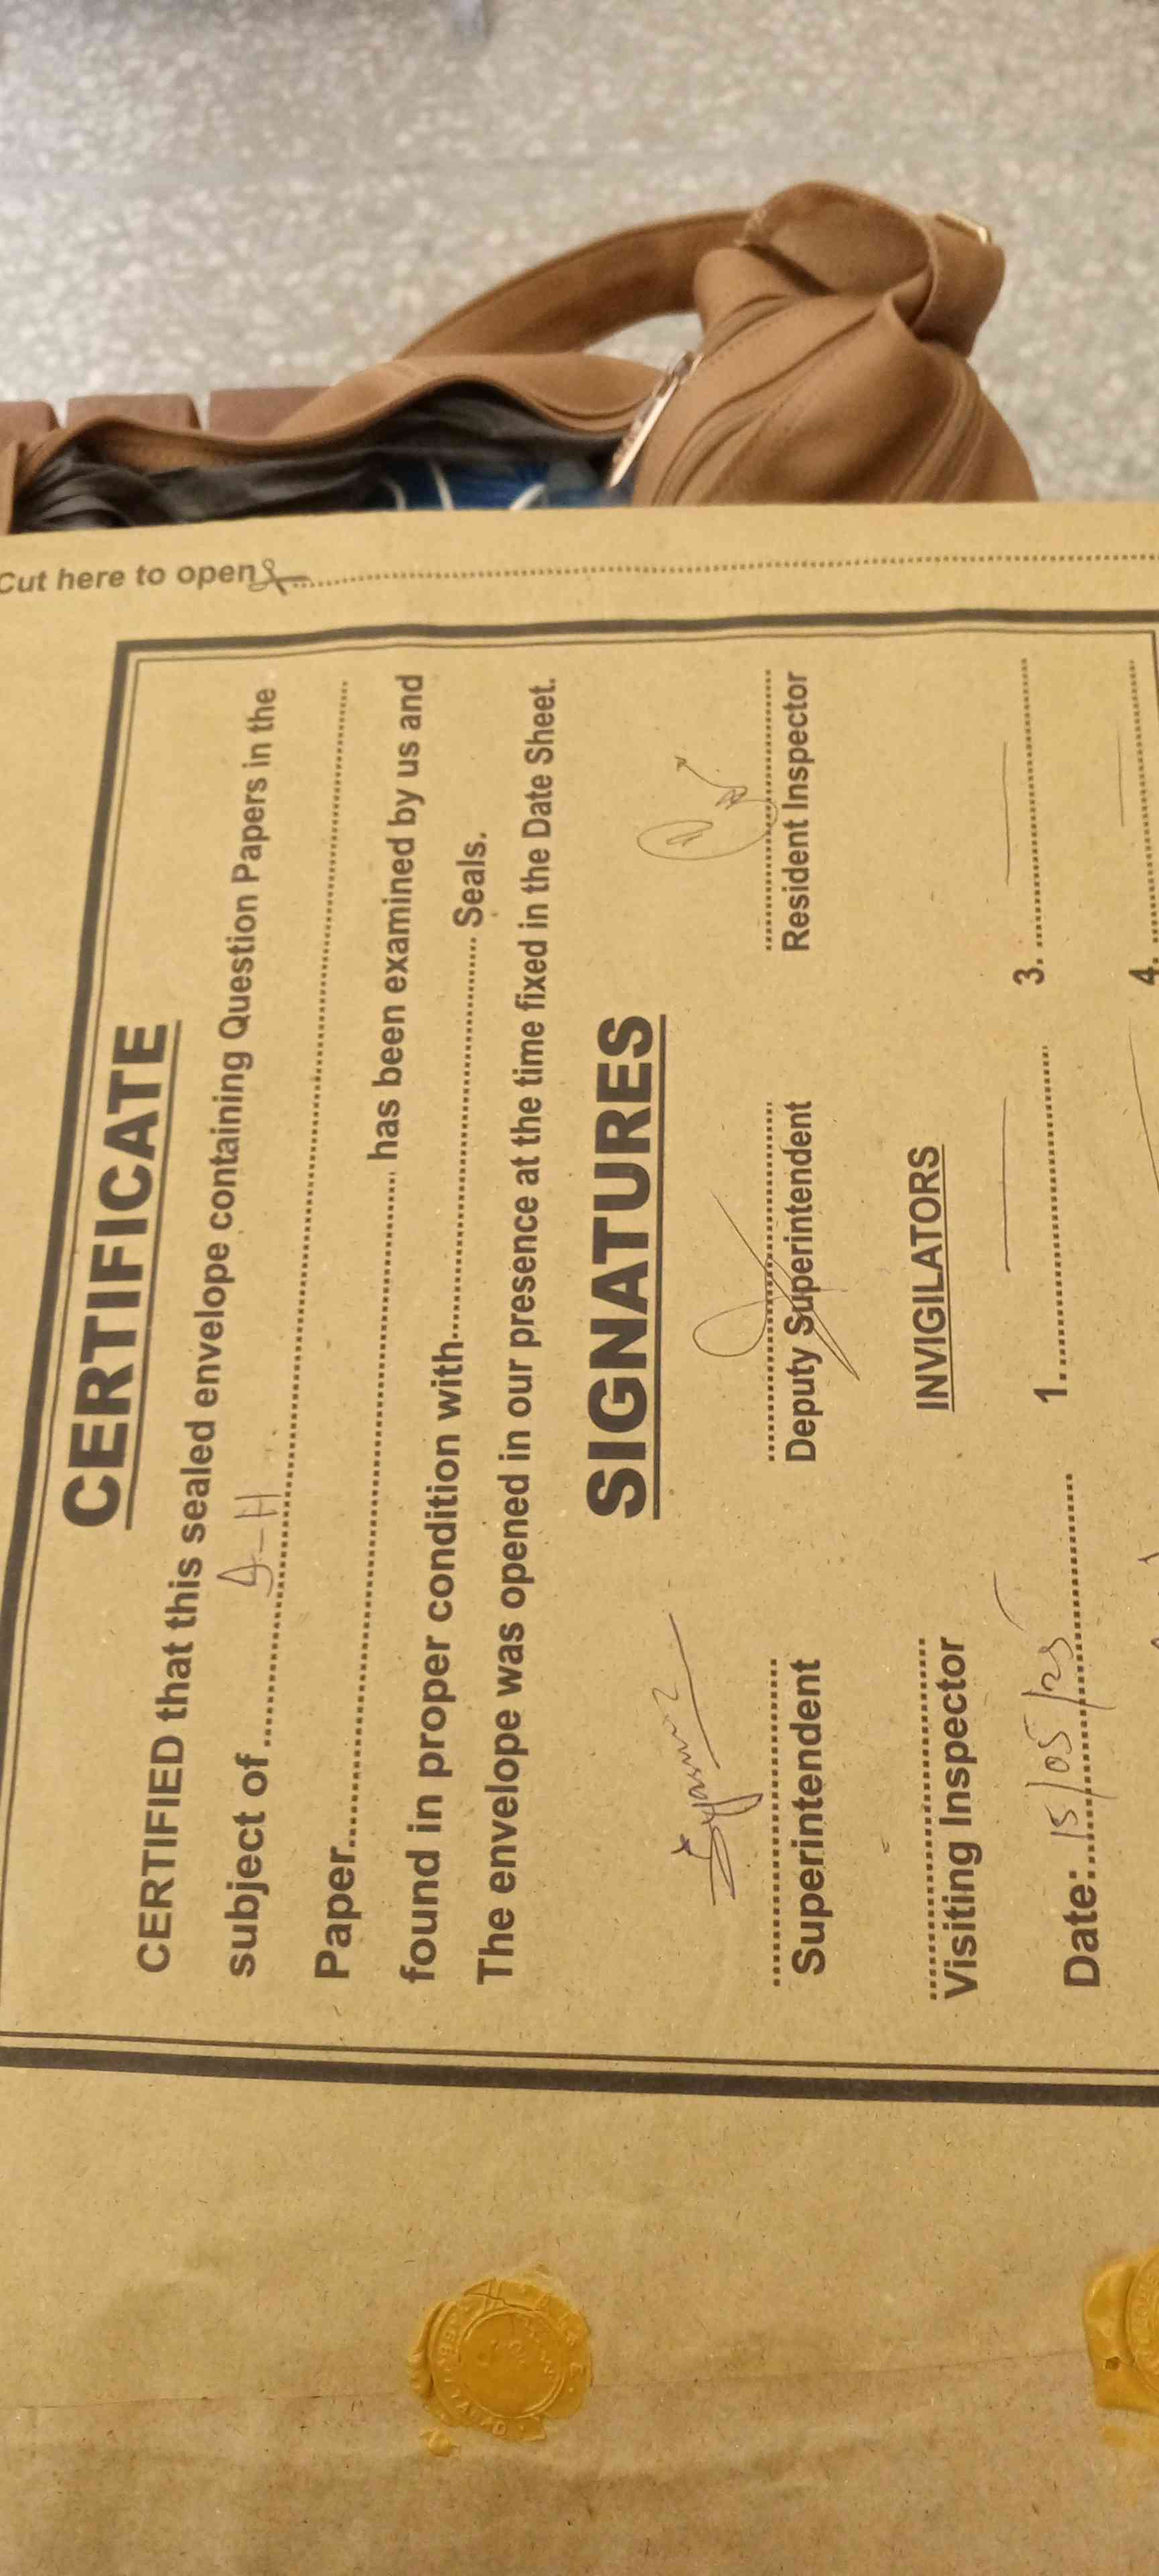 Cut here to open
CERTIFICATE
CERTIFIED that this sealed envelope containing Question Papers in the
subject of
Paper has been examined by us and
found in proper condition with Seals.
The envelope was opened in our presence at the time fixed in the Date Sheet.
SIGNATURES
Superintendent Deputy Superintendent Resident Inspector
INVIGILATORS
Visiting Inspector
1. 3.
Date: 15/05/25
4.